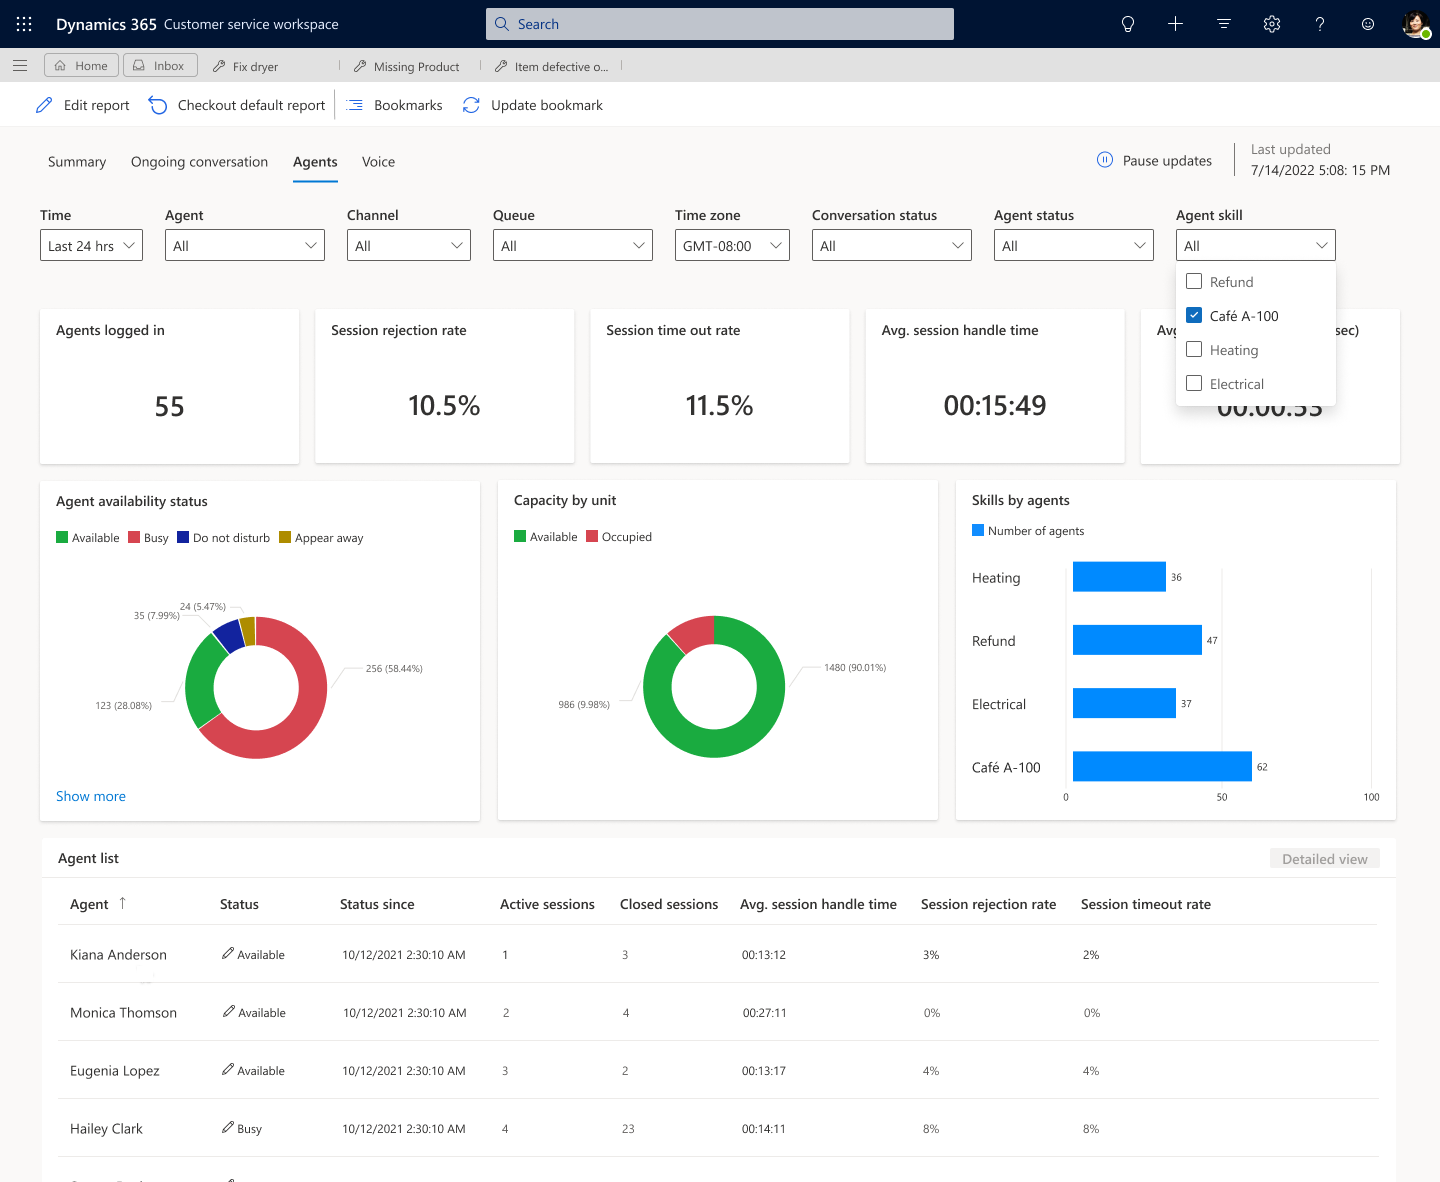 Dynamics 365 Customer service workspace
Search
?
Home
Inbox
Fix dryer
Missing Product
Item defective o...
Edit report
Checkout default report
Bookmarks
Update bookmark
Summary
Ongoing conversation
Agents
Voice
Pause updates
Last updated
7/14/2022 5:08: 15 PM
Time
Agent
Channel
Queue
Time zone
Conversation status
Agent status
Agent skill
Last 24 hrs
All
All
All
GMT-08:00
All
All
All
Refund
Café A-100
Heating
Electrical
Agents logged in
55
Session rejection rate
10.5%
Session time out rate
11.5%
Avg. session handle time
00:15:49
sec)
00:00:53
Agent availability status
Available
Busy
Do not disturb
Appear away
24 (5.47%)
35 (7.99%)
256 (58.44%)
123 (28.08%)
Show more
Capacity by unit
Available
Occupied
1480 (90.01%)
986 (9.98%)
Skills by agents
Number of agents
Heating
36
Refund
47
Electrical
37
Café A-100
62
0
50
100
Agent list
Detailed view
Agent Status Status since Active sessions Closed sessions Avg. session handle time Session rejection rate Session timeout rate
Kiana Anderson Available 10/12/2021 2:30:10 AM 1 3 00:13:12 3% 2%
Monica Thomson Available 10/12/2021 2:30:10 AM 2 4 00:27:11 0% 0%
Eugenia Lopez Available 10/12/2021 2:30:10 AM 3 2 00:13:17 4% 4%
Hailey Clark Busy 10/12/2021 2:30:10 AM 4 23 00:14:11 8% 8%